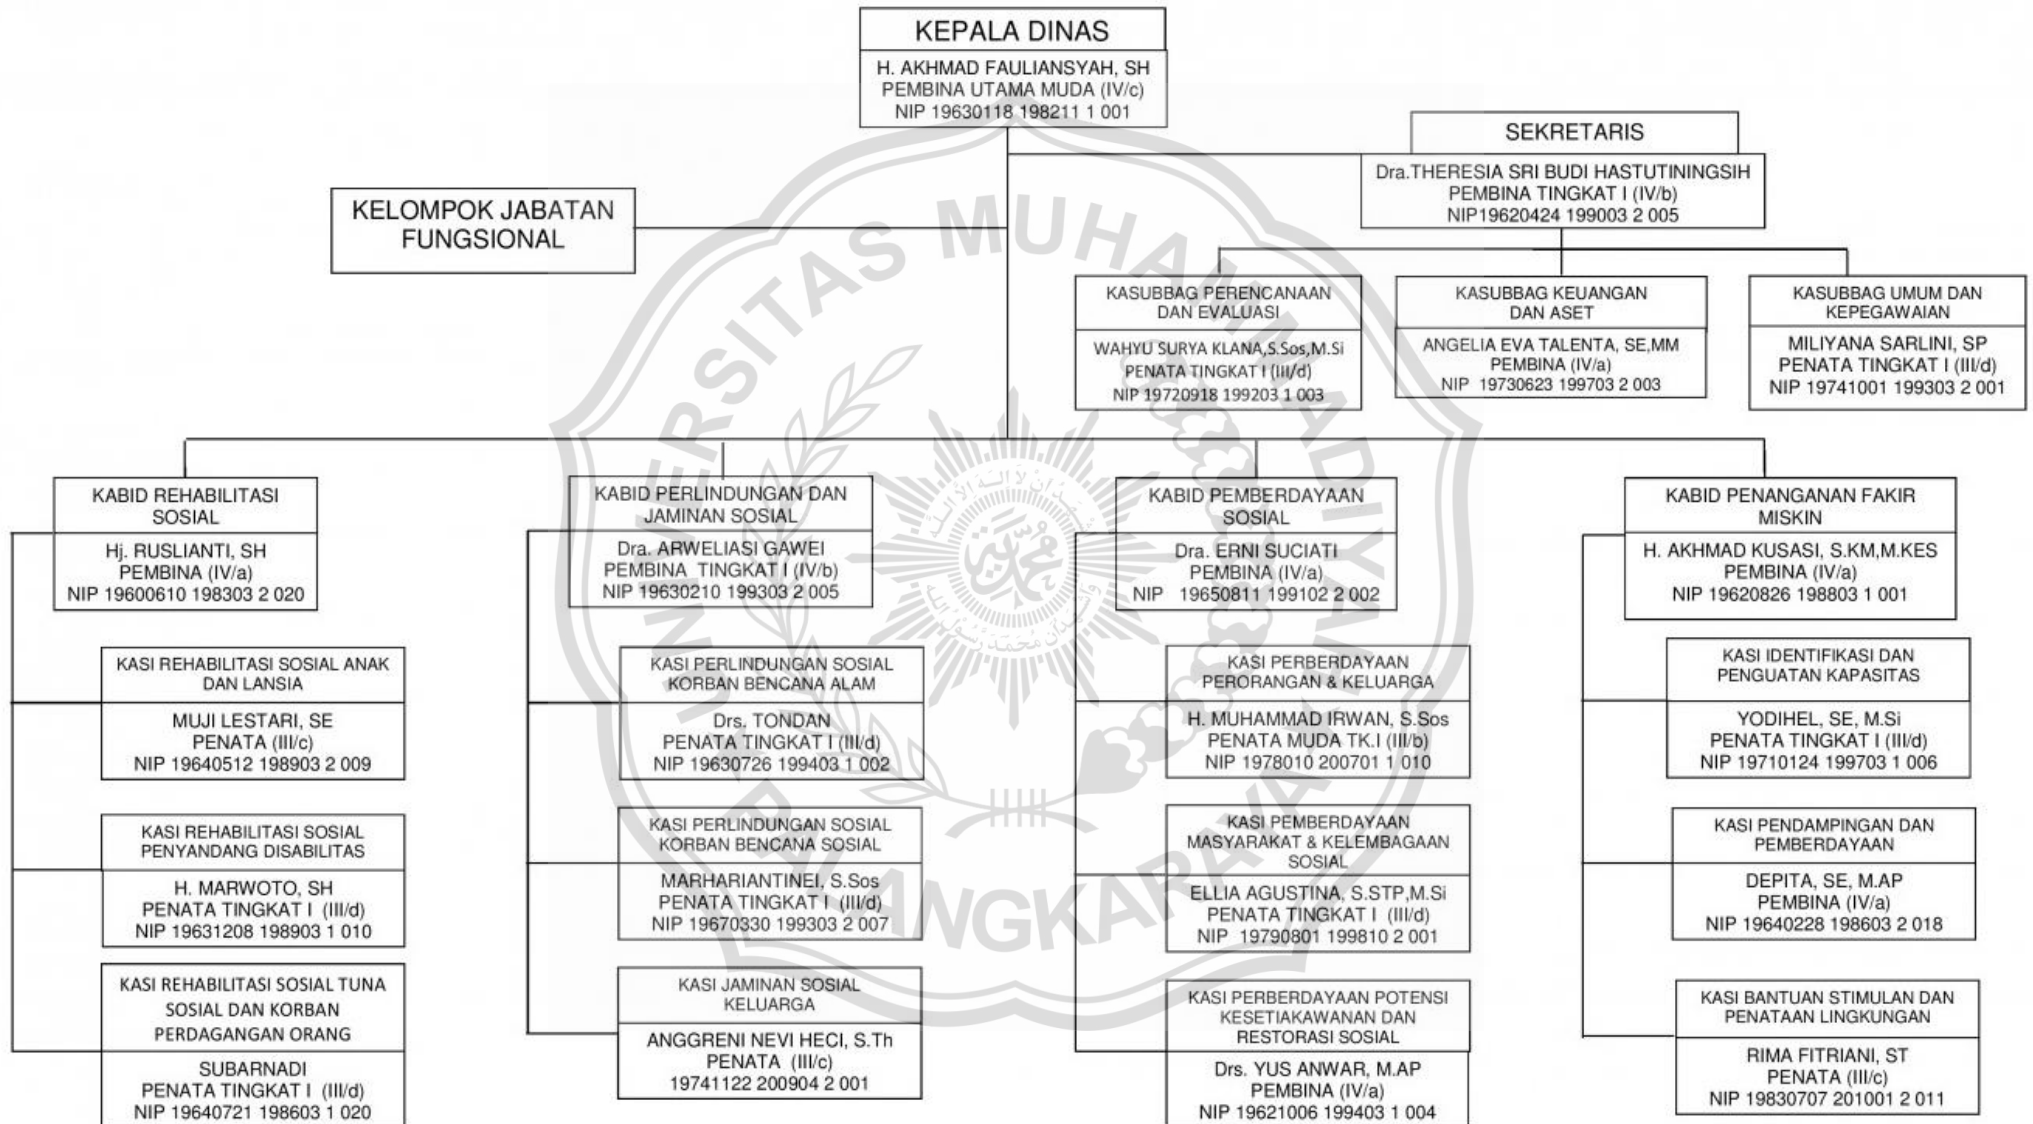 KEPALA DINAS
H. AKHMAD FAULIANSYAH, SH
PEMBINA UTAMA MUDA (IV/c)
NIP 19630118 198211 1 001
SEKRETARIS
Dra.THERESIA SRI BUDI HASTUTININGSIH
PEMBINA TINGKAT I (IV/b)
NIP19620424 199003 2 005
KELOMPOK JABATAN
FUNGSIONAL
KASUBBAG PERENCANAAN
DAN EVALUASI
WAHYU SURYA KLANA,S.Sos,M.Si
PENATA TINGKAT I (III/d)
NIP 19720918 199203 1 003
KASUBBAG KEUANGAN
DAN ASET
ANGELIA EVA TALENTA, SE,MM
PEMBINA (IV/a)
NIP 19730623 199703 2 003
KASUBBAG UMUM DAN
KEPEGAWAIAN
MILIYANA SARLINI, SP
PENATA TINGKAT I (III/d)
NIP 19741001 199303 2 001
KABID REHABILITASI
SOSIAL
Hj. RUSLIANTI, SH
PEMBINA (IV/a)
NIP 19600610 198303 2 020
KASI REHABILITASI SOSIAL ANAK
DAN LANSIA
MUJI LESTARI, SE
PENATA (III/c)
NIP 19640512 198903 2 009
KASI REHABILITASI SOSIAL
PENYANDANG DISABILITAS
H. MARWOTO, SH
PENATA TINGKAT I (III/d)
NIP 19631208 198903 1 010
KASI REHABILITASI SOSIAL TUNA
SOSIAL DAN KORBAN
PERDAGANGAN ORANG
SUBARNADI
PENATA TINGKAT I (III/d)
NIP 19640721 198603 1 020
KABID PERLINDUNGAN DAN
JAMINAN SOSIAL
Dra. ARWELIASI GAWEI
PEMBINA TINGKAT I (IV/b)
NIP 19630210 199303 2 005
KASI PERLINDUNGAN SOSIAL
KORBAN BENCANA ALAM
Drs. TONDAN
PENATA TINGKAT I (III/d)
NIP 19630726 199403 1 002
KASI PERLINDUNGAN SOSIAL
KORBAN BENCANA SOSIAL
MARHARIANTINEI, S.Sos
PENATA TINGKAT I (III/d)
NIP 19670330 199303 2 007
KASI JAMINAN SOSIAL
KELUARGA
ANGGRENI NEVI HECI, S.Th
PENATA (III/c)
19741122 200904 2 001
KABID PEMBERDAYAAN
SOSIAL
Dra. ERNI SUCIATI
PEMBINA (IV/a)
NIP 19650811 199102 2 002
KASI PERBERDAYAAN
PERORANGAN & KELUARGA
H. MUHAMMAD IRWAN, S.Sos
PENATA MUDA TK.I (III/b)
NIP 1978010 200701 1 010
KASI PEMBERDAYAAN
MASYARAKAT & KELEMBAGAAN
SOSIAL
ELLIA AGUSTINA, S.STP,M.Si
PENATA TINGKAT I (III/d)
NIP 19790801 199810 2 001
KASI PERBERDAYAAN POTENSI
KESETIAKAWANAN DAN
RESTORASI SOSIAL
Drs. YUS ANWAR, M.AP
PEMBINA (IV/a)
NIP 19621006 199403 1 004
KABID PENANGANAN FAKIR
MISKIN
H. AKHMAD KUSASI, S.KM,M.KES
PEMBINA (IV/a)
NIP 19620826 198803 1 001
KASI IDENTIFIKASI DAN
PENGUATAN KAPASITAS
YODIHEL, SE, M.Si
PENATA TINGKAT I (III/d)
NIP 19710124 199703 1 006
KASI PENDAMPINGAN DAN
PEMBERDAYAAN
DEPITA, SE, M.AP
PEMBINA (IV/a)
NIP 19640228 198603 2 018
KASI BANTUAN STIMULAN DAN
PENATAAN LINGKUNGAN
RIMA FITRIANI, ST
PENATA (III/c)
NIP 19830707 201001 2 011
UNIVERSITAS MUHAMMADIYAH
PALANGKARAYA